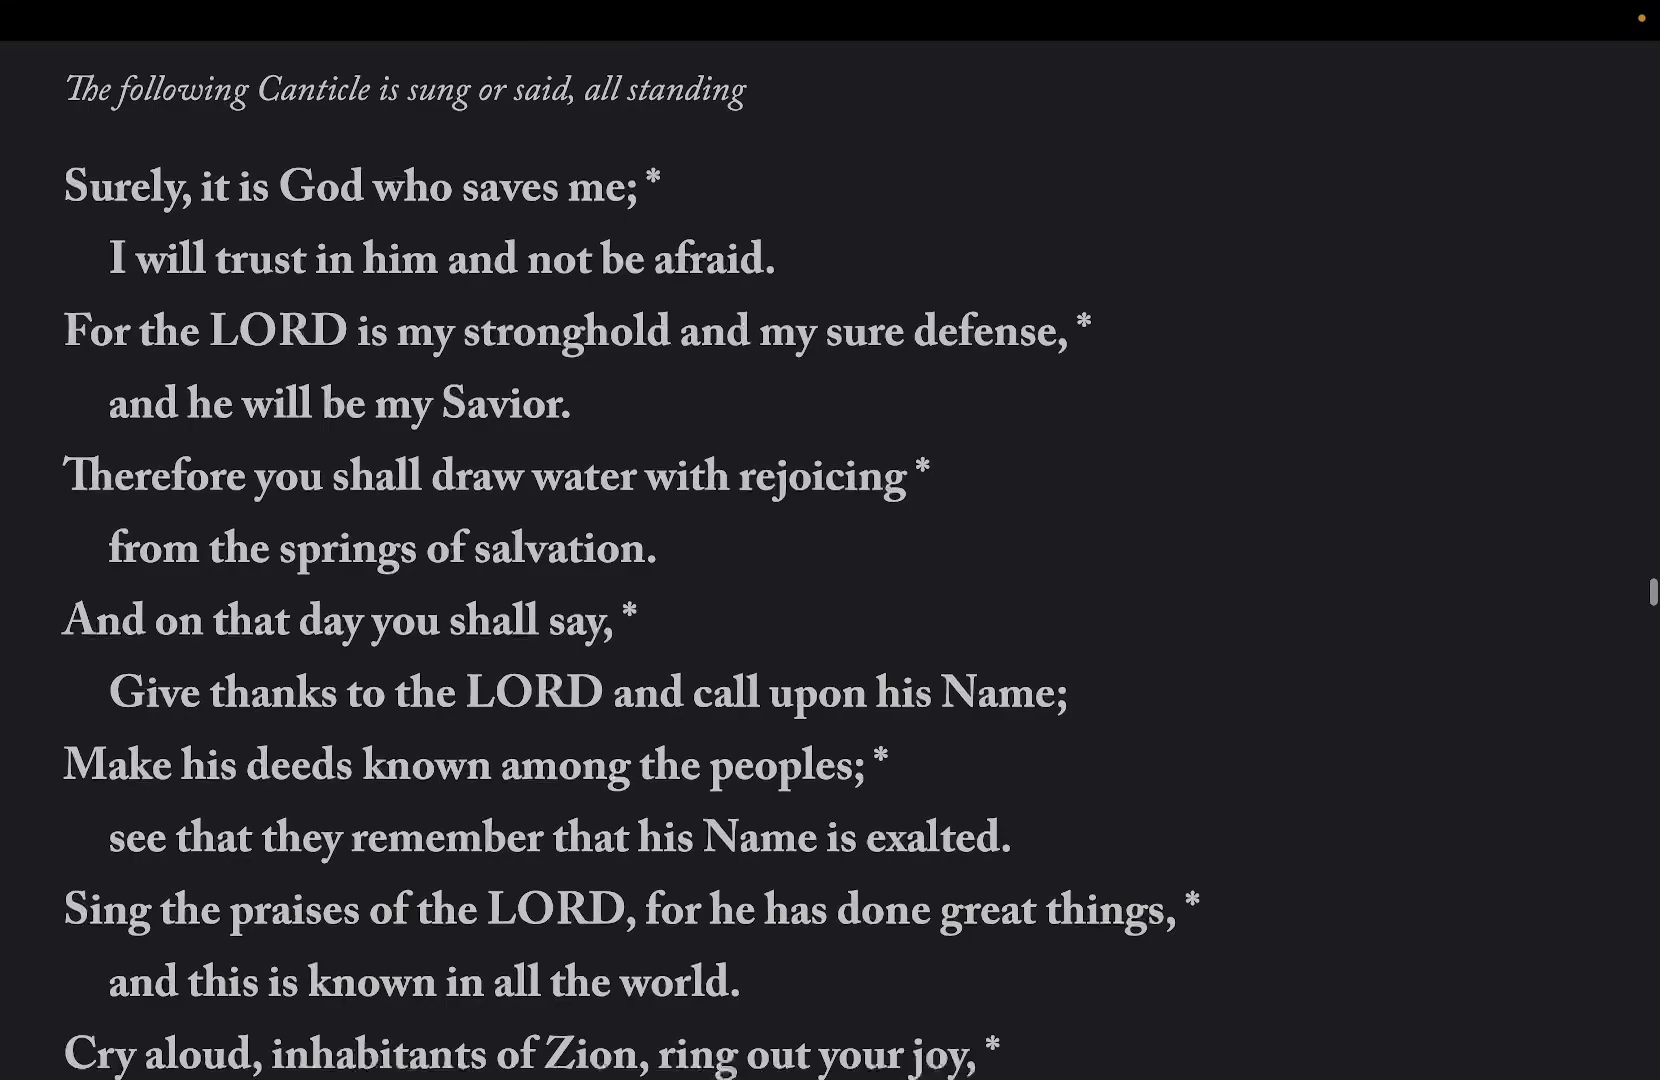 The following Canticle is sung or said, all standing
Surely, it is God who saves me; *
I will trust in him and not be afraid.
For the LORD is my stronghold and my sure defense, *
and he will be my Savior.
Therefore you shall draw water with rejoicing *
from the springs of salvation.
And on that day you shall say, *
Give thanks to the LORD and call upon his Name;
Make his deeds known among the peoples; *
see that they remember that his Name is exalted.
Sing the praises of the LORD, for he has done great things, *
and this is known in all the world.
Cry aloud, inhabitants of Zion, ring out your joy, *